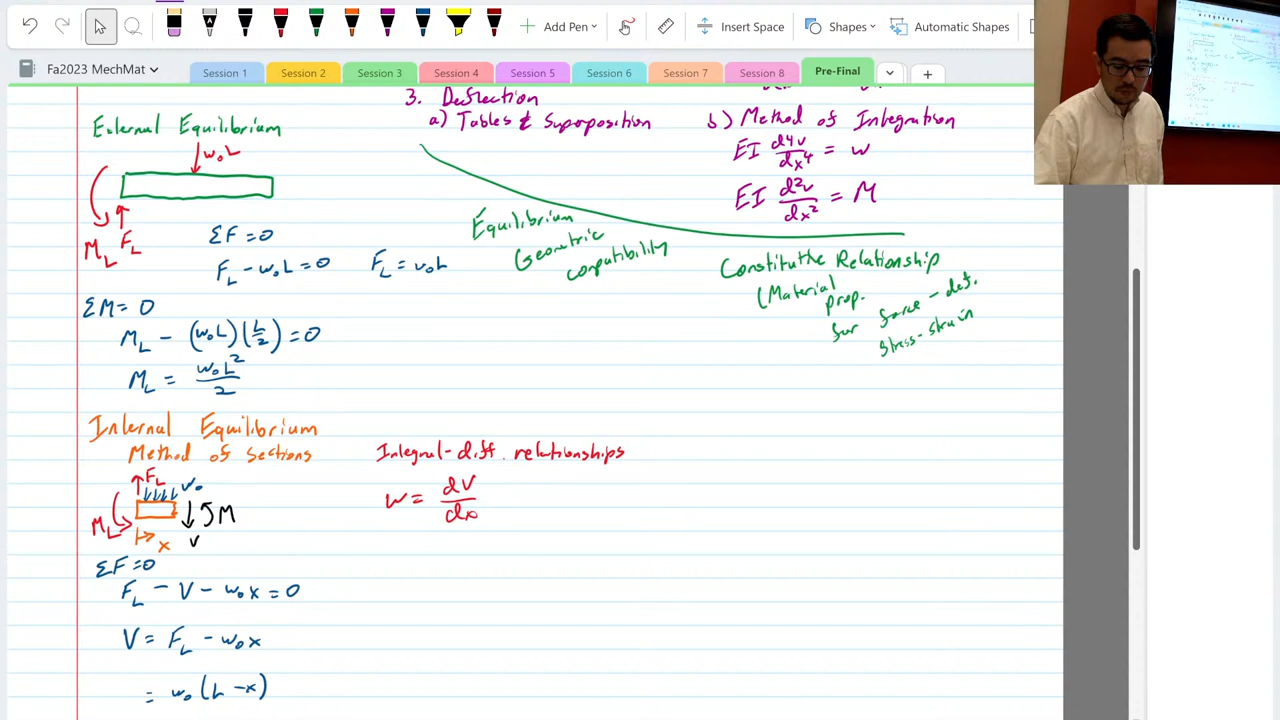 Add Pen
Insert Space
Shapes
Automatic Shapes
Fa2023 MechMat
Session 1
Session 2
Session 3
Session 4
Session 5
Session 6
Session 7
Session 8
Pre-Final
External Equilibrium
w₀L
M_L F_L
ΣF = 0
F_L - w₀L = 0
F_L = w₀L
ΣM = 0
M_L - (w₀L)(L/2) = 0
M_L = w₀L²/2
Internal Equilibrium
Method of Sections
F_L
w₀
M_L
M
x
V
ΣF = 0
F_L - V - w₀x = 0
V = F_L - w₀x
= w₀(L - x)
3. Deflection
a) Tables & Superposition
b) Method of Integration
EI d⁴v/dx⁴ = w
EI d²v/dx² = M
Equilibrium
Geometric
compatibility
Constitutive Relationship
(Material
prop.
for force - def.
stress-strain
Integral-diff. relationships
w = dV/dx